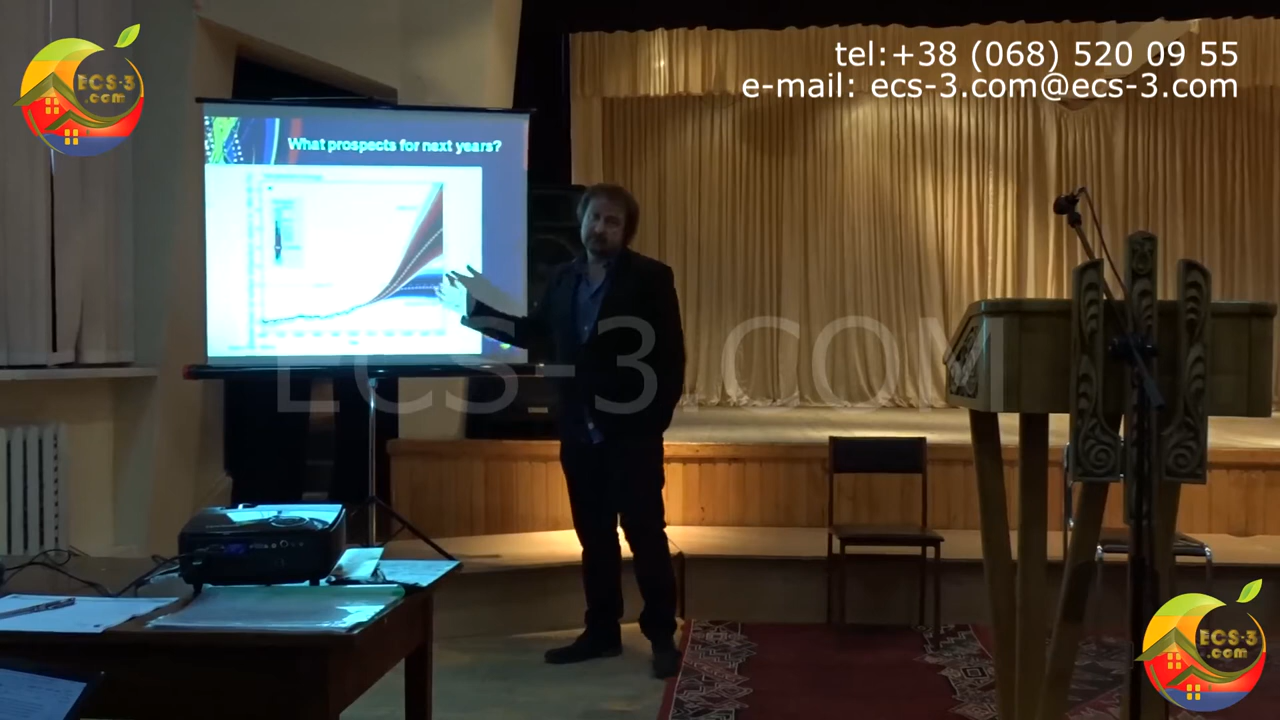 ECS-3
.com
tel:+38 (068) 520 09 55
e-mail: ecs-3.com@ecs-3.com
What prospects for next years?
ECS-3.COM
ECS-3
.com